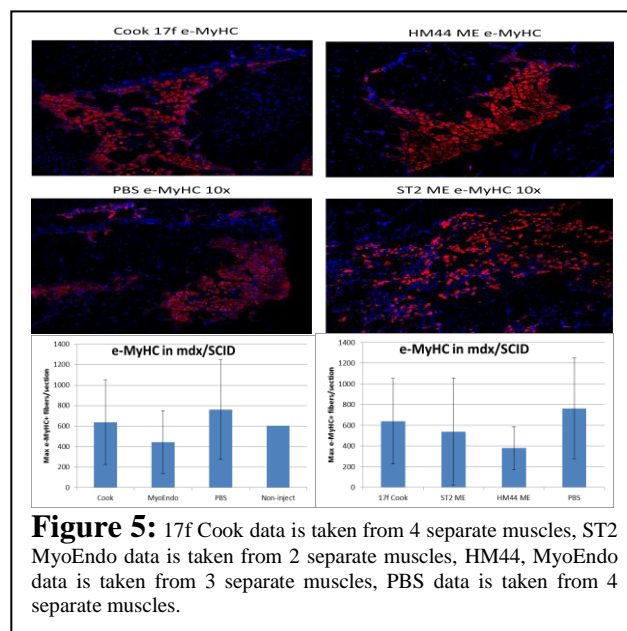 Cook 17f e-MyHC
HM44 ME e-MyHC
PBS e-MyHC 10x
ST2 ME e-MyHC 10x
e-MyHC in mdx/SCID
Max e-MyHC+ fibers/section
1400
1200
1000
800
600
400
200
0
Cook
MyoEndo
PBS
Non-inject
e-MyHC in mdx/SCID
Max e-MyHC+ fibers/section
1400
1200
1000
800
600
400
200
0
17f Cook
ST2 ME
HM44 ME
PBS
Figure 5: 17f Cook data is taken from 4 separate muscles, ST2
MyoEndo data is taken from 2 separate muscles, HM44, MyoEndo
data is taken from 3 separate muscles, PBS data is taken from 4
separate muscles.